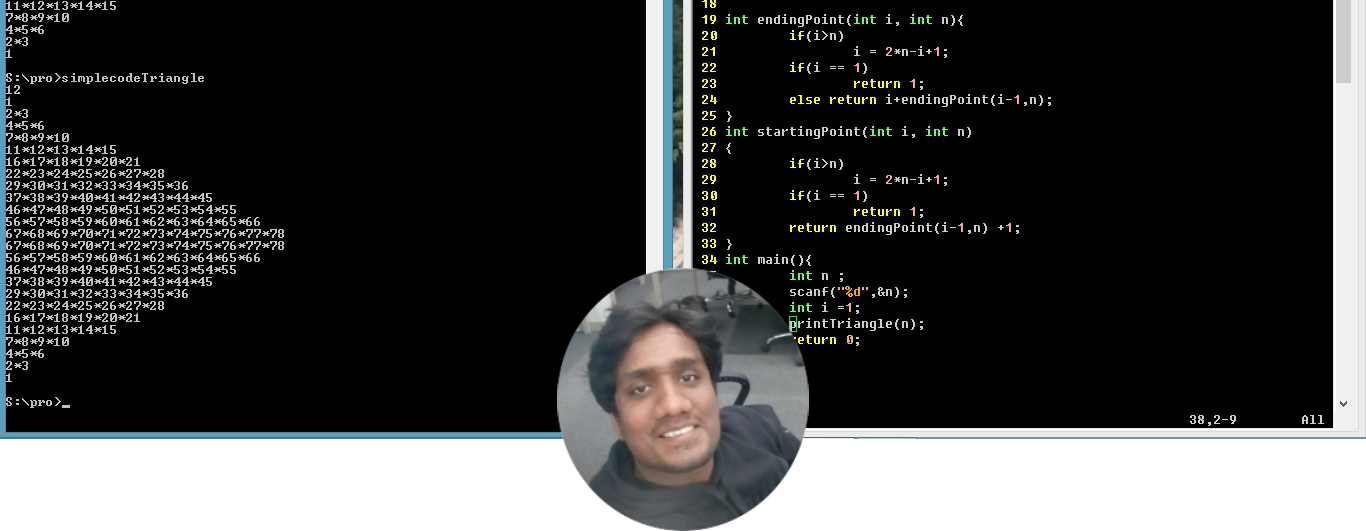 11*12*13*14*15
7*8*9*10
4*5*6
2*3
1
S:\pro>simplecodeTriangle
12
1
2*3
4*5*6
7*8*9*10
11*12*13*14*15
16*17*18*19*20*21
22*23*24*25*26*27*28
29*30*31*32*33*34*35*36
37*38*39*40*41*42*43*44*45
46*47*48*49*50*51*52*53*54*55
56*57*58*59*60*61*62*63*64*65*66
67*68*69*70*71*72*73*74*75*76*77*78
67*68*69*70*71*72*73*74*75*76*77*78
56*57*58*59*60*61*62*63*64*65*66
46*47*48*49*50*51*52*53*54*55
37*38*39*40*41*42*43*44*45
29*30*31*32*33*34*35*36
22*23*24*25*26*27*28
16*17*18*19*20*21
11*12*13*14*15
7*8*9*10
4*5*6
2*3
1
S:\pro>_
18
19 int endingPoint(int i, int n){
20 if(i>n)
21 i = 2*n-i+1;
22 if(i == 1)
23 return 1;
24 else return i+endingPoint(i-1,n);
25 }
26 int startingPoint(int i, int n)
27 {
28 if(i>n)
29 i = 2*n-i+1;
30 if(i == 1)
31 return 1;
32 return endingPoint(i-1,n) +1;
33 }
34 int main(){
int n ;
scanf("%d",&n);
int i =1;
printTriangle(n);
eturn 0;
38,2-9 All